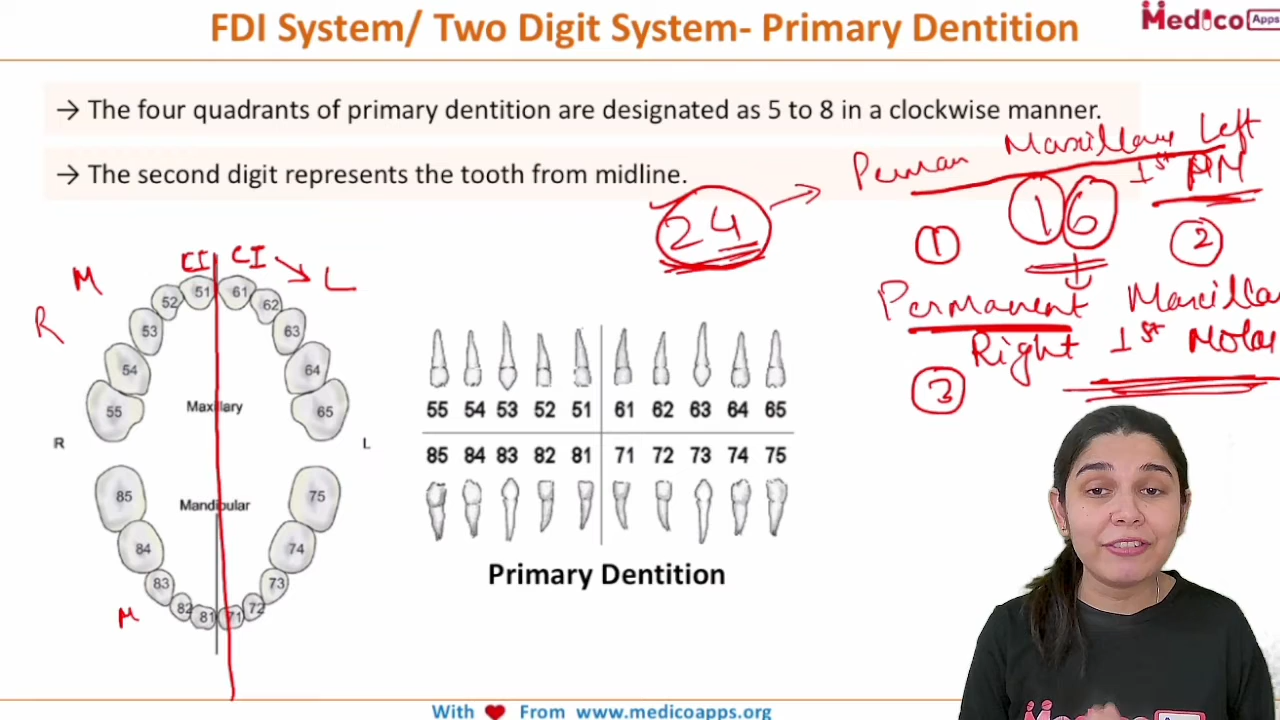 FDI System/ Two Digit System- Primary Dentition
Medico Apps
→ The four quadrants of primary dentition are designated as 5 to 8 in a clockwise manner.
→ The second digit represents the tooth from midline.
Maxillary Left
1st
24
16
1
2
CI CI
M L
R
51 61
52 62
53 63
54 64
55 65
Maxillary
R L
Permanent
Right 1st Molar
3
55 54 53 52 51 61 62 63 64 65
85 84 83 82 81 71 72 73 74 75
85 75
Mandibular
84 74
83 73
82 72
81 71
M
Primary Dentition
With From www.medicoapps.org
Medico
Apps